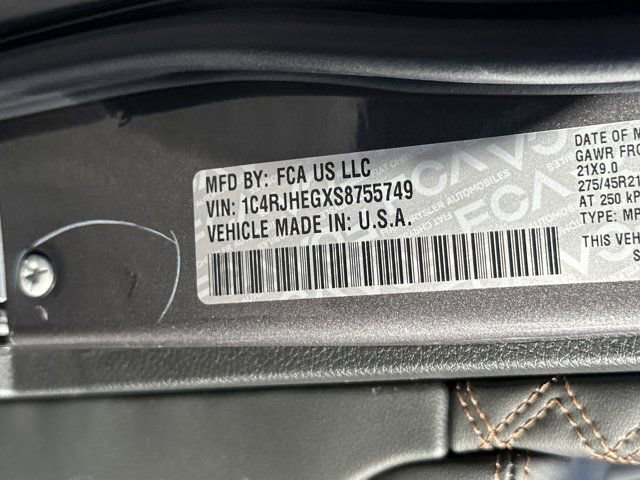 MFD BY: FCA US LLC
VIN: 1C4RJHEGXS8755749
VEHICLE MADE IN: U.S.A.
DATE OF M
GAWR FRO
21X9.0
275/45R21
AT 250 kP
TYPE: MP
THIS VEH
S